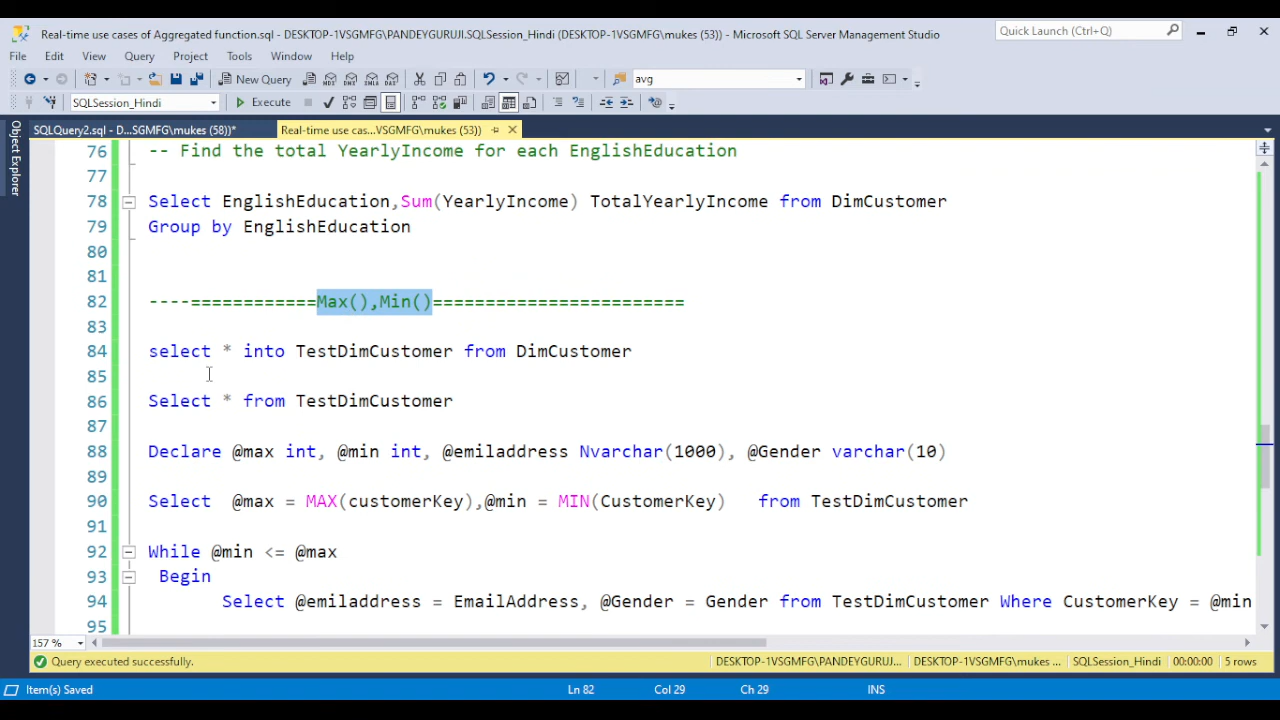 Real-time use cases of Aggregated function.sql - DESKTOP-1VSGMFG\PANDEYGURUJI.SQLSession_Hindi (DESKTOP-1VSGMFG\mukes (53)) - Microsoft SQL Server Management Studio
Quick Launch (Ctrl+Q)
File Edit View Query Project Tools Window Help
New Query
avg
SQLSession_Hindi
Execute
SQLQuery2.sql - D...SGMFG\mukes (58))*
Real-time use cas...VSGMFG\mukes (53))
Object Explorer
76 -- Find the total YearlyIncome for each EnglishEducation
77
78 Select EnglishEducation,Sum(YearlyIncome) TotalYearlyIncome from DimCustomer
79 Group by EnglishEducation
80
81
82 ----============Max(),Min()========================
83
84 select * into TestDimCustomer from DimCustomer
85
86 Select * from TestDimCustomer
87
88 Declare @max int, @min int, @emiladdress Nvarchar(1000), @Gender varchar(10)
89
90 Select  @max = MAX(customerKey),@min = MIN(CustomerKey)   from TestDimCustomer
91
92 While @min <= @max
93 Begin
94 Select @emiladdress = EmailAddress, @Gender = Gender from TestDimCustomer Where CustomerKey = @min
95
157 %
Query executed successfully.
DESKTOP-1VSGMFG\PANDEYGURUJ... DESKTOP-1VSGMFG\mukes ... SQLSession_Hindi 00:00:00 5 rows
Item(s) Saved
Ln 82 Col 29 Ch 29 INS